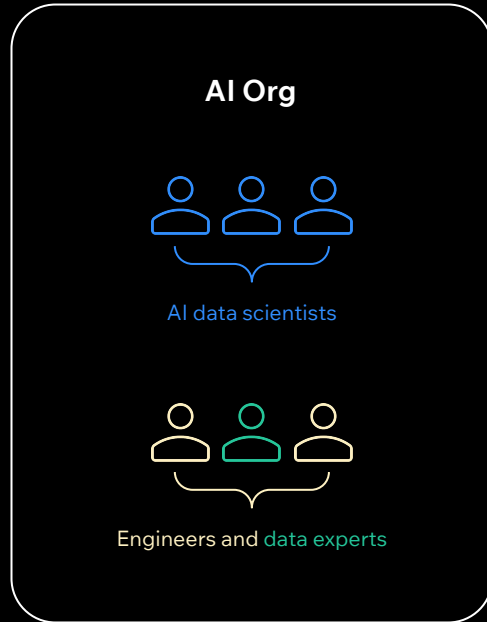 AI Org
AI data scientists
Engineers and data experts